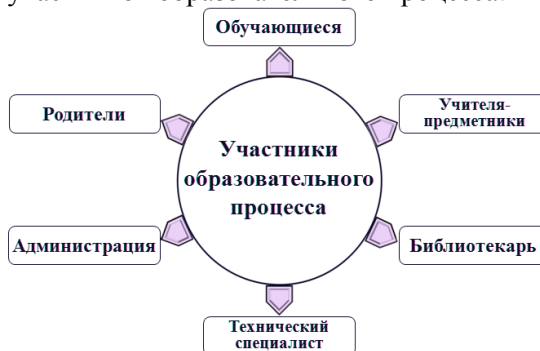 Обучающиеся
Родители
Учителя-
предметники
Участники
образовательного
процесса
Администрация
Библиотекарь
Технический
специалист